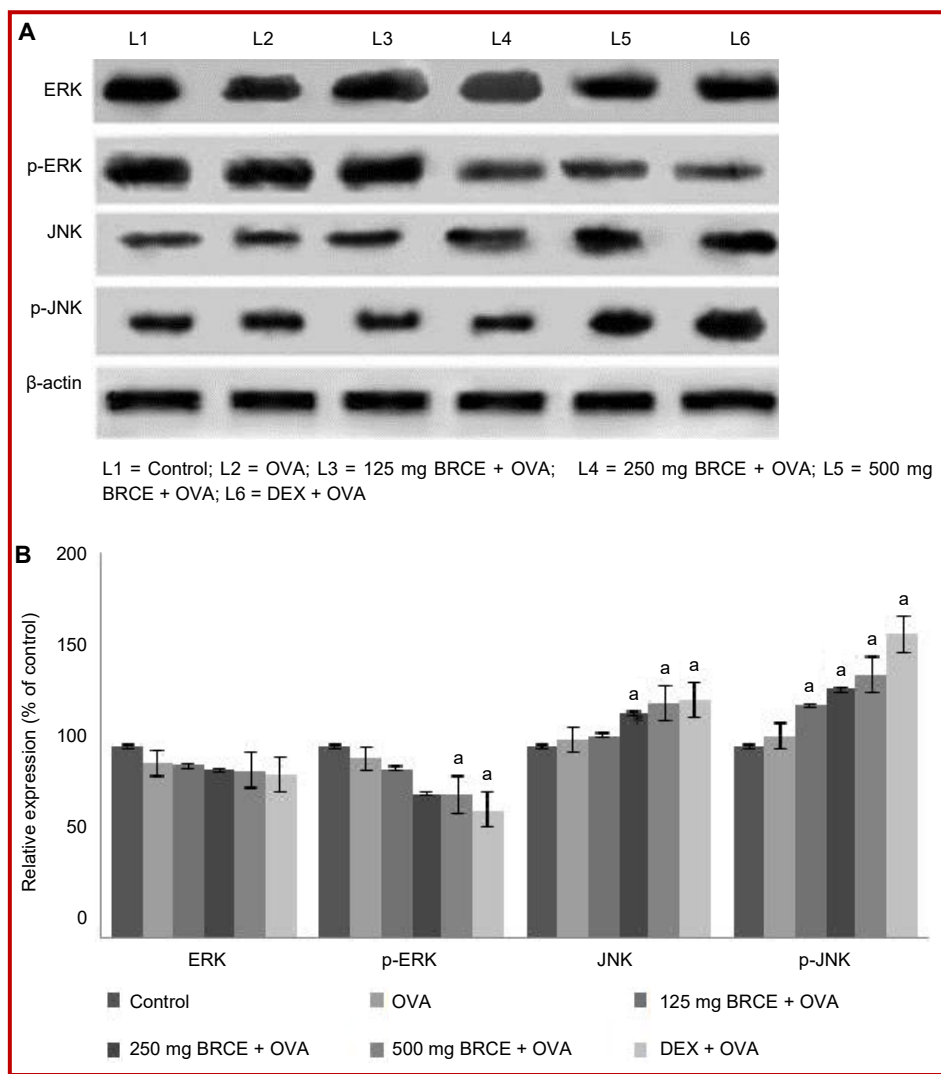 A
L1 L2 L3 L4 L5 L6
ERK
p-ERK
JNK
p-JNK
β-actin
L1 = Control; L2 = OVA; L3 = 125 mg BRCE + OVA; L4 = 250 mg BRCE + OVA; L5 = 500 mg
BRCE + OVA; L6 = DEX + OVA
B
Relative expression (% of control)
200
150
100
50
0
a a a a a a a a a
ERK p-ERK JNK p-JNK
Control OVA 125 mg BRCE + OVA
250 mg BRCE + OVA 500 mg BRCE + OVA DEX + OVA